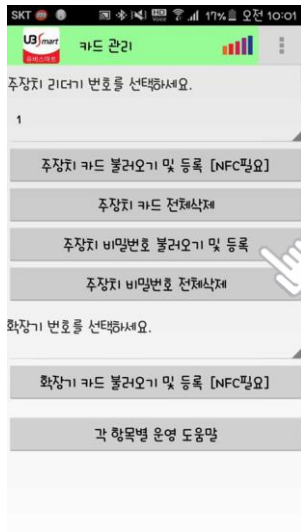 SKT 17% 오전 10:01
U3Smart
유비스마트
카드 관리
주장치 리더기 번호를 선택하세요.
1
주장치 카드 불러오기 및 등록 [NFC필요]
주장치 카드 전체삭제
주장치 비밀번호 불러오기 및 등록
주장치 비밀번호 전체삭제
확장기 번호를 선택하세요.
확장기 카드 불러오기 및 등록 [NFC필요]
각 항목별 운영 도움말